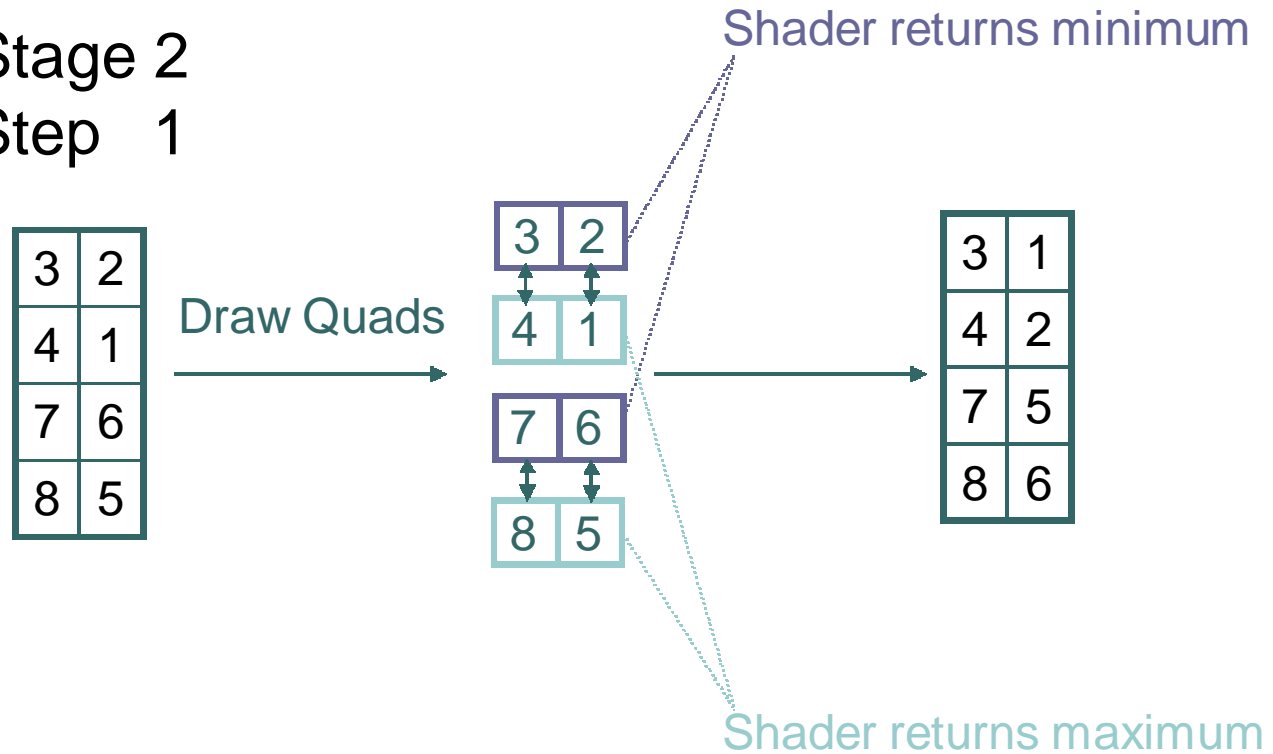 Shader returns minimum
Stage 2
Step 1
3 2
4 1
7 6
8 5
Draw Quads
3 2
4 1
7 6
8 5
3 1
4 2
7 5
8 6
Shader returns maximum